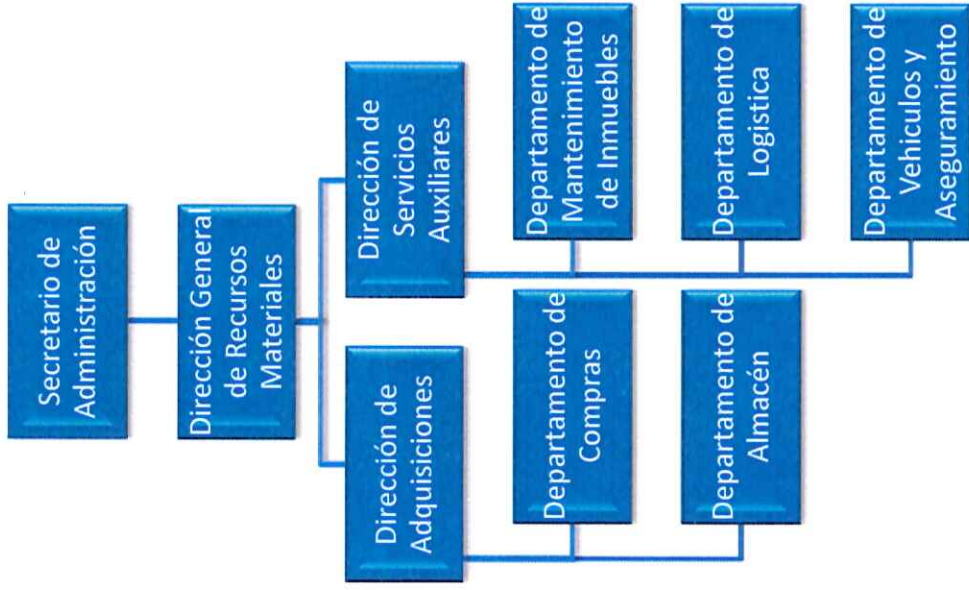 Secretario de
Administración
Dirección General
de Recursos
Materiales
Dirección de
Adquisiciones
Departamento de
Compras
Departamento de
Almacén
Dirección de
Servicios
Auxiliares
Departamento de
Mantenimiento
de Inmuebles
Departamento de
Logistica
Departamento de
Vehiculos y
Aseguramiento